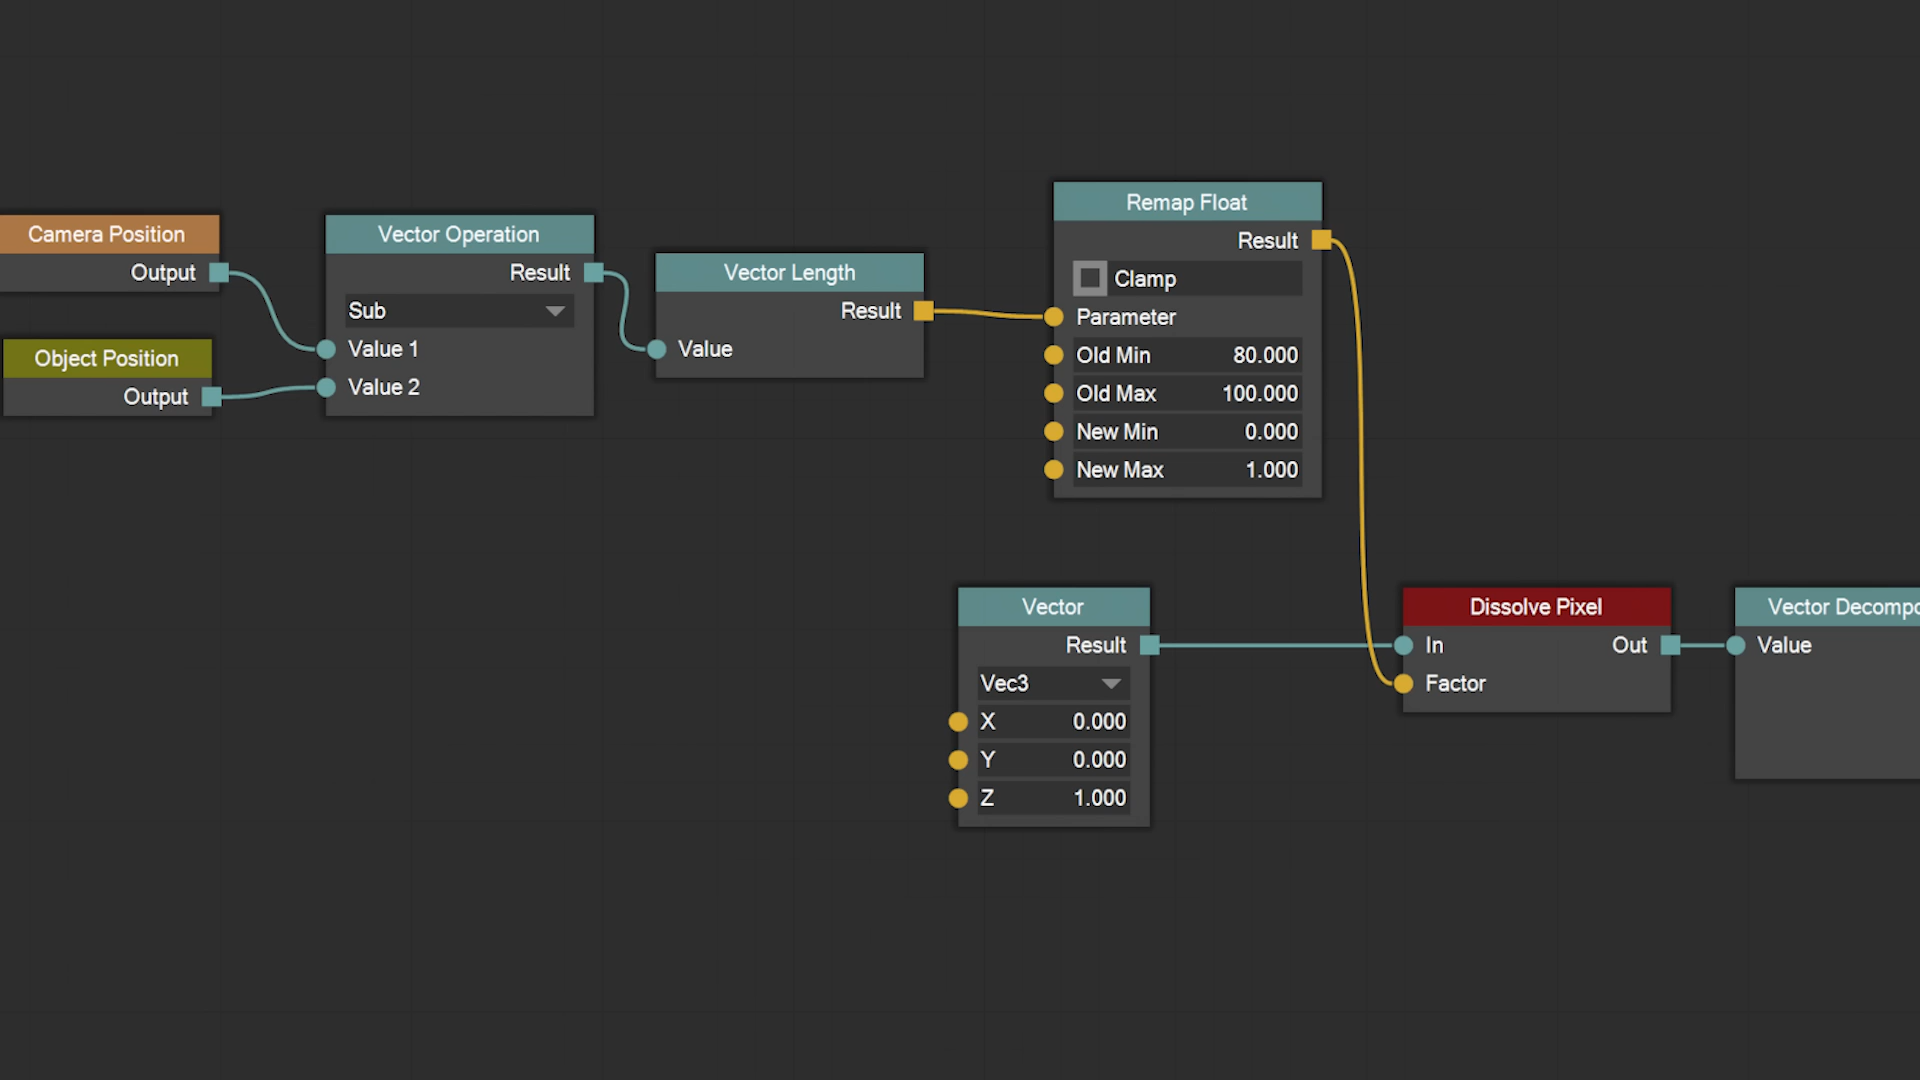 Camera Position
Output
Object Position
Output
Vector Operation
Result
Sub
Value 1
Value 2
Vector Length
Result
Value
Remap Float
Result
Clamp
Parameter
Old Min 80.000
Old Max 100.000
New Min 0.000
New Max 1.000
Vector
Result
Vec3
X 0.000
Y 0.000
Z 1.000
Dissolve Pixel
In Out
Factor
Vector Decompo
Value